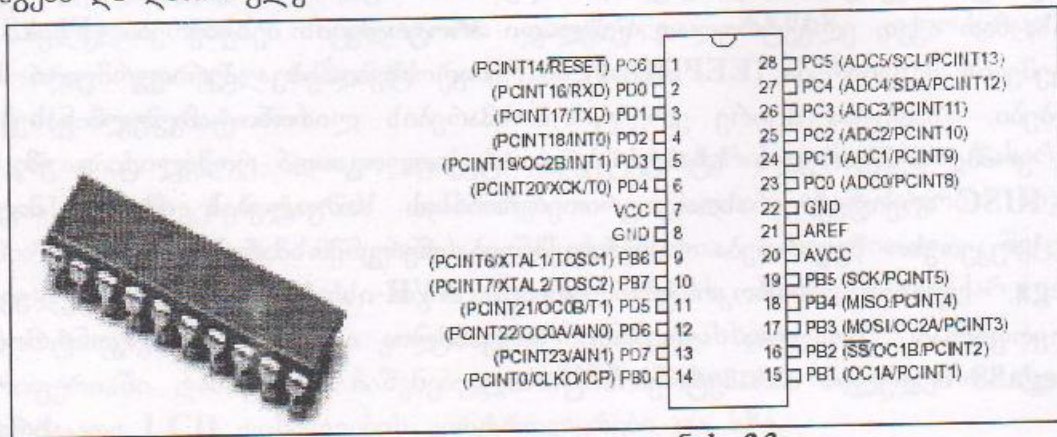 (PCINT14/RESET) PC6 1 28 PC5 (ADC5/SCL/PCINT13)
(PCINT16/RXD) PD0 2 27 PC4 (ADC4/SDA/PCINT12)
(PCINT17/TXD) PD1 3 26 PC3 (ADC3/PCINT11)
(PCINT18/INT0) PD2 4 25 PC2 (ADC2/PCINT10)
(PCINT19/OC2B/INT1) PD3 5 24 PC1 (ADC1/PCINT9)
(PCINT20/XCK/T0) PD4 6 23 PC0 (ADC0/PCINT8)
VCC 7 22 GND
GND 8 21 AREF
(PCINT6/XTAL1/TOSC1) PB6 9 20 AVCC
(PCINT7/XTAL2/TOSC2) PB7 10 19 PB5 (SCK/PCINT5)
(PCINT21/OC0B/T1) PD5 11 18 PB4 (MISO/PCINT4)
(PCINT22/OC0A/AIN0) PD6 12 17 PB3 (MOSI/OC2A/PCINT3)
(PCINT23/AIN1) PD7 13 16 PB2 (SS/OC1B/PCINT2)
(PCINT0/CLKO/ICP) PB0 14 15 PB1 (OC1A/PCINT1)